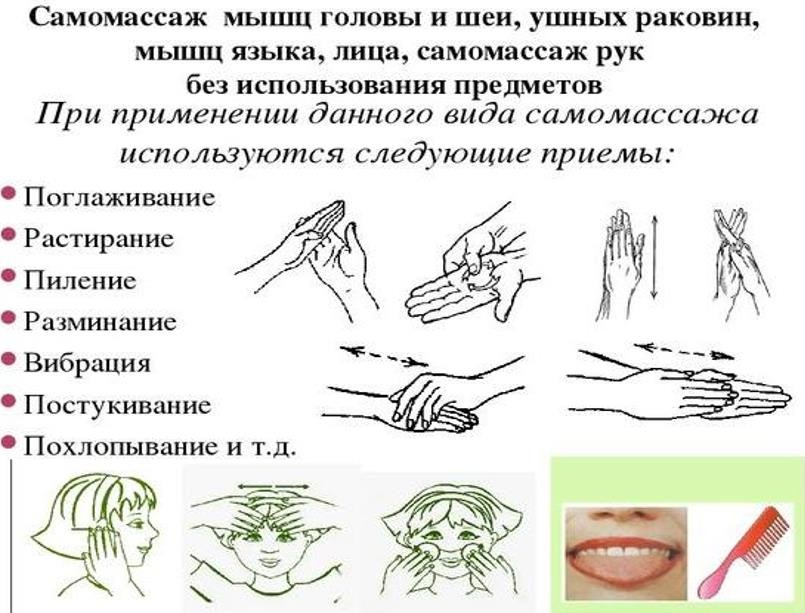 Самомассаж мышц головы и шеи, ушных раковин,
мышц языка, лица, самомассаж рук
без использования предметов
При применении данного вида самомассажа
используются следующие приемы:
Поглаживание
Растирание
Пиление
Разминание
Вибрация
Постукивание
Похлопывание и т.д.